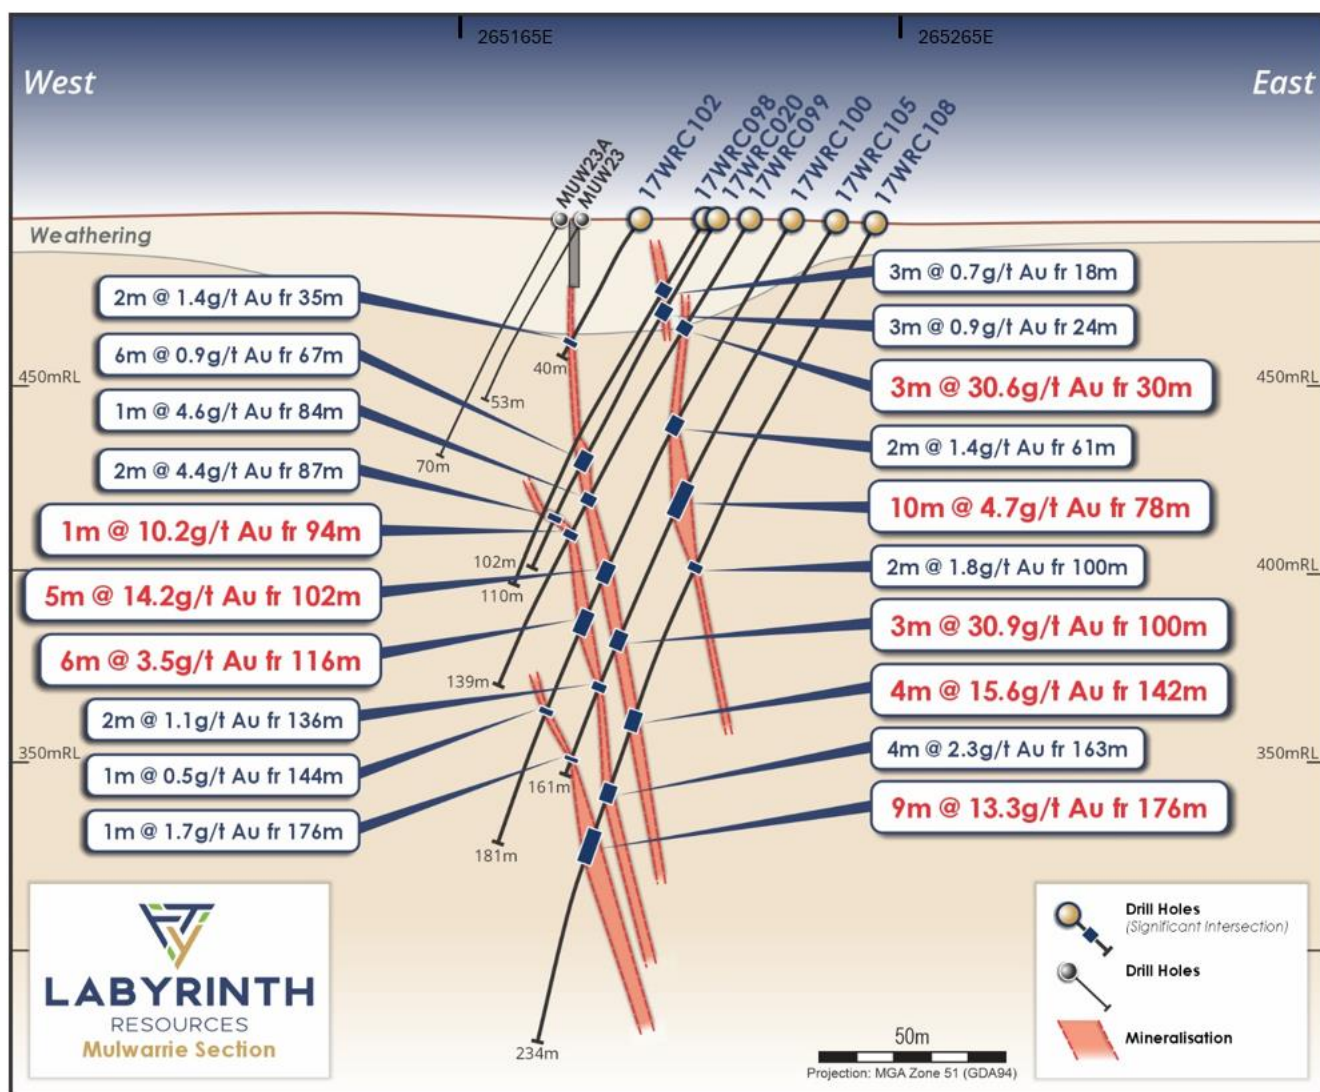 265165E
265265E
West
East
MUW23A
MUW23
17WRC102
17WRC098
17WRC020
17WRC099
17WRC100
17WRC105
17WRC108
Weathering
2m @ 1.4g/t Au fr 35m
6m @ 0.9g/t Au fr 67m
1m @ 4.6g/t Au fr 84m
2m @ 4.4g/t Au fr 87m
1m @ 10.2g/t Au fr 94m
5m @ 14.2g/t Au fr 102m
6m @ 3.5g/t Au fr 116m
2m @ 1.1g/t Au fr 136m
1m @ 0.5g/t Au fr 144m
1m @ 1.7g/t Au fr 176m
3m @ 0.7g/t Au fr 18m
3m @ 0.9g/t Au fr 24m
3m @ 30.6g/t Au fr 30m
2m @ 1.4g/t Au fr 61m
10m @ 4.7g/t Au fr 78m
2m @ 1.8g/t Au fr 100m
3m @ 30.9g/t Au fr 100m
4m @ 15.6g/t Au fr 142m
4m @ 2.3g/t Au fr 163m
9m @ 13.3g/t Au fr 176m
450mRL
450mRL
400mRL
350mRL
350mRL
40m
53m
70m
102m
110m
139m
161m
181m
234m
LABYRINTH
RESOURCES
Mulwarrie Section
50m
Projection: MGA Zone 51 (GDA94)
Drill Holes
(Significant Intersection)
Drill Holes
Mineralisation